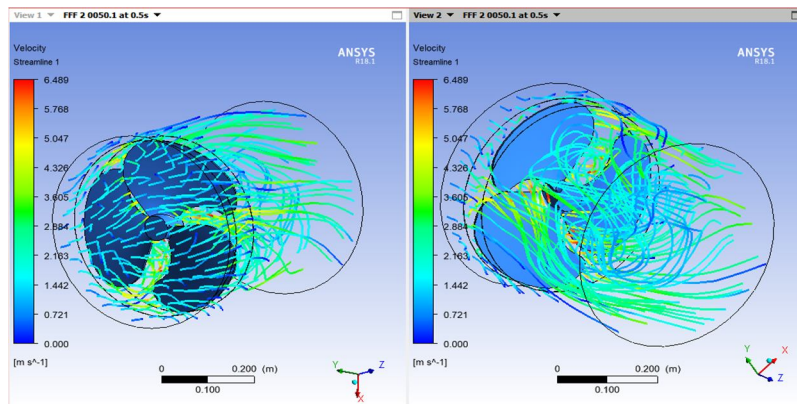 View 1 ▼ FFF 2 0050.1 at 0.5s ▼
Velocity
Streamline 1
6.489
5.768
5.047
4.326
3.605
2.884
2.163
1.442
0.721
0.000
[m s^-1]
ANSYS
R18.1
0 0.200 (m)
0.100
Y Z
X
View 2 ▼ FFF 2 0050.1 at 0.5s ▼
Velocity
Streamline 1
6.489
5.768
5.047
4.326
3.605
2.884
2.163
1.442
0.721
0.000
[m s^-1]
ANSYS
R18.1
0 0.200 (m)
0.100
Y X
Z